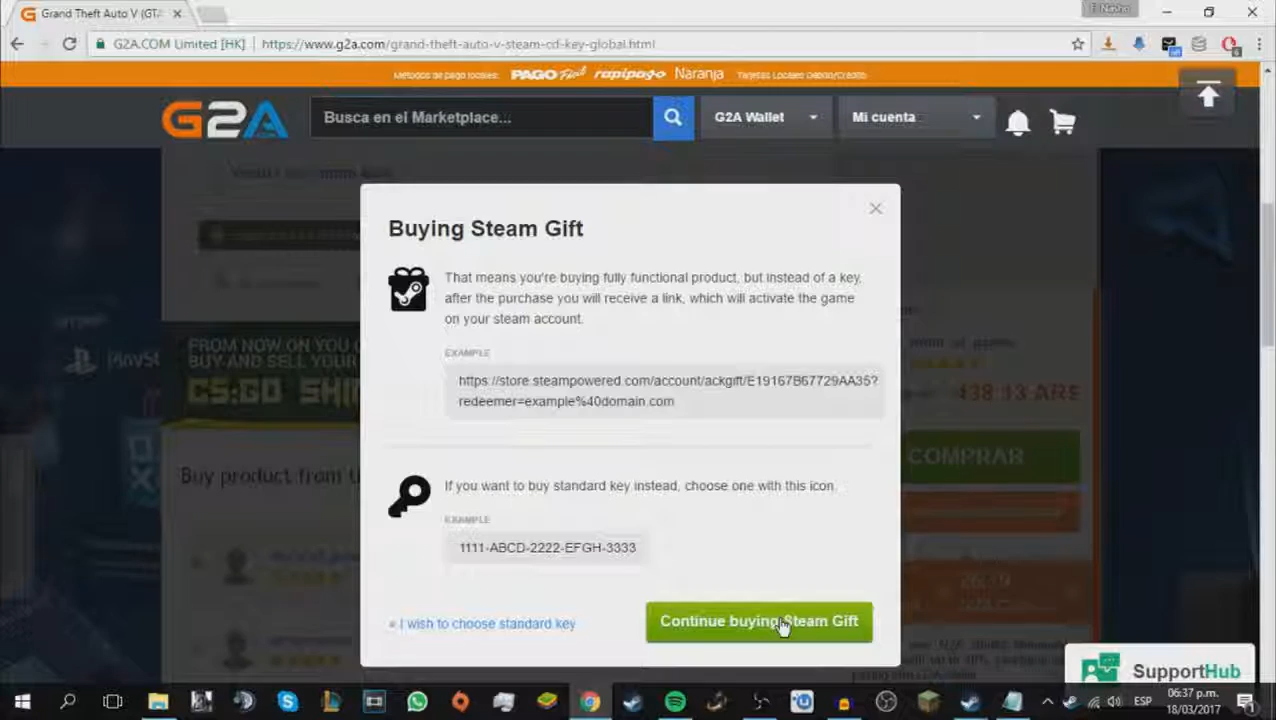 Grand Theft Auto V (GTA
G2A.COM Limited [HK]
https://www.g2a.com/grand-theft-auto-v-steam-cd-key-global.html
Métodos de pago locales: PAGO Fácil rapipago Naranja Tarjetas Locales Débito/Crédito
G2A
Busca en el Marketplace...
G2A Wallet
Mi cuenta
Buying Steam Gift
That means you're buying fully functional product, but instead of a key,
after the purchase you will receive a link, which will activate the game
on your steam account.
EXAMPLE
https://store.steampowered.com/account/ackgift/E19167B67729AA35?
redeemer=example%40domain.com
If you want to buy standard key instead, choose one with this icon.
EXAMPLE
1111-ABCD-2222-EFGH-3333
» I wish to choose standard key
Continue buying Steam Gift
FROM NOW ON YOU
BUY AND SELL YOUR
CS:GO
Buy product from
438.13 ARS
COMPRAR
SupportHub
ESP
06:37 p.m.
18/03/2017